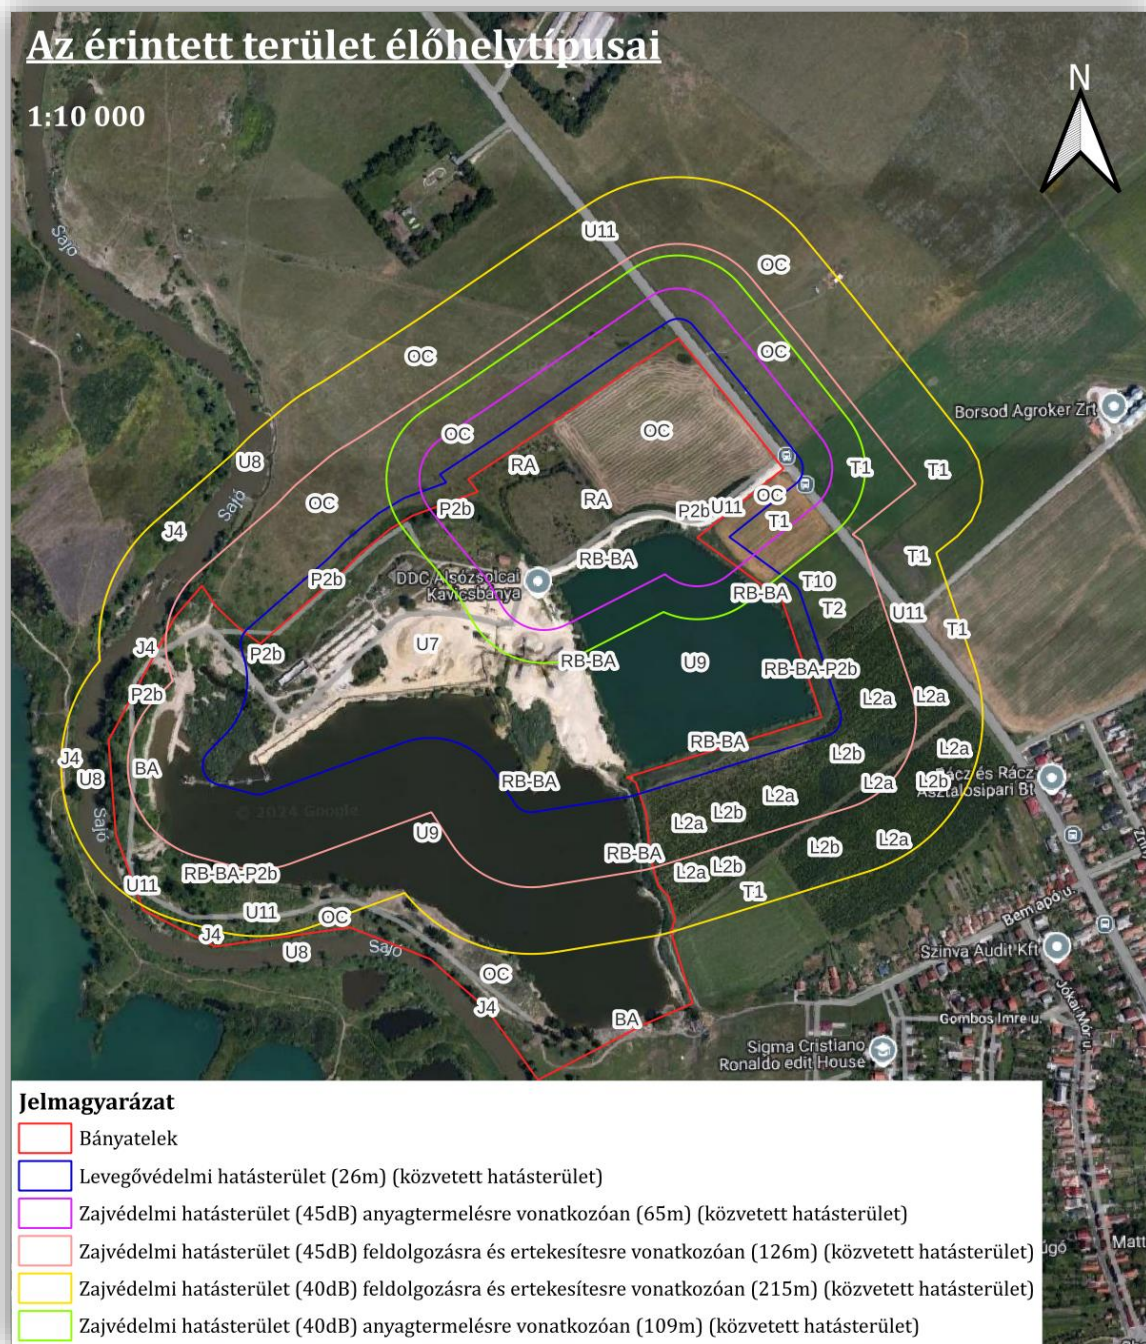 Az érintett terület élőhelytípusai
1:10 000
N
Sajó
U11
OC
OC
OC
Borsod Agroker Zrt
OC
OC
RA
U8
T1
T1
RA
OC
OC
P2b
P2b
U11
Sajó
T1
J4
RB-BA
T1
P2b
DDC Alsózsolcai
Kavicsbánya
RB-BA
T10
T2
U11
T1
U7
J4
P2b
RB-BA
U9
RB-BA-P2b
P2b
L2a
L2a
RB-BA
L2b
L2a
J4
BA
U8
RB-BA
L2a
L2b
Rácz és Rácz
Asztalosipari Bt
L2a
© 2024 Google
L2b
Sajó
U9
L2a
L2b
L2a
RB-BA
RB-BA-P2b
L2a
L2b
U11
T1
Bem apó u.
U11
OC
J4
U8
Sajó
OC
Szinva Audit Kft
Jókai Mór u.
J4
BA
Gombos Imre u.
Sigma Cristiano
Ronaldo edit House
Jelmagyarázat
Bányatelek
Levegővédelmi hatásterület (26m) (közvetett hatásterület)
Zajvédelmi hatásterület (45dB) anyagtermelésre vonatkozóan (65m) (közvetett hatásterület)
Zajvédelmi hatásterület (45dB) feldolgozásra és ertekesítesre vonatkozóan (126m) (közvetett hatásterület)
Zajvédelmi hatásterület (40dB) feldolgozásra és ertekesítesre vonatkozóan (215m) (közvetett hatásterület)
Zajvédelmi hatásterület (40dB) anyagtermelésre vonatkozóan (109m) (közvetett hatásterület)